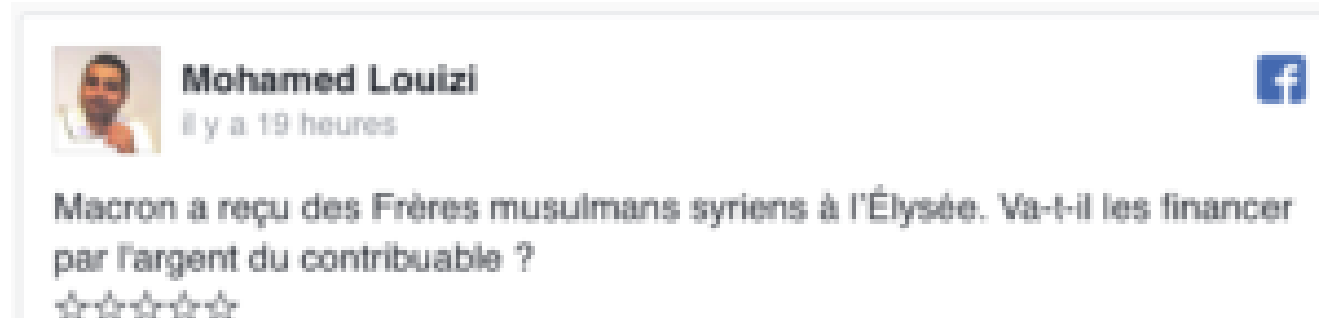 Mohamed Louizi
il y a 19 heures
Macron a reçu des Frères musulmans syriens à l'Élysée. Va-t-il les financer
par l'argent du contribuable ?
☆☆☆☆☆